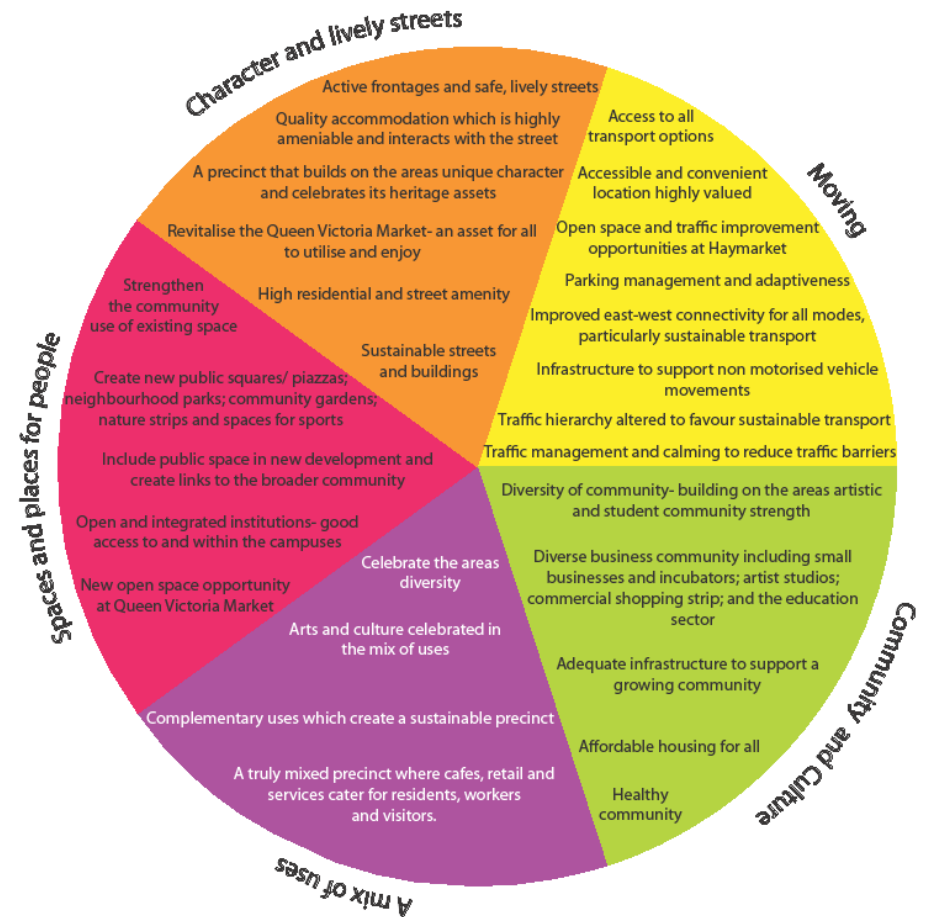 Character and lively streets
Active frontages and safe, lively streets
Quality accommodation which is highly
ameniable and interacts with the street
A precinct that builds on the areas unique character
and celebrates its heritage assets
Revitalise the Queen Victoria Market- an asset for all
to utilise and enjoy
High residential and street amenity
Sustainable streets
and buildings
Moving
Access to all
transport options
Accessible and convenient
location highly valued
Open space and traffic improvement
opportunities at Haymarket
Parking management and adaptiveness
Improved east-west connectivity for all modes,
particularly sustainable transport
Infrastructure to support non motorised vehicle
movements
Traffic hierarchy altered to favour sustainable transport
Traffic management and calming to reduce traffic barriers
Community and Culture
Diversity of community- building on the areas artistic
and student community strength
Diverse business community including small
businesses and incubators; artist studios;
commercial shopping strip; and the education
sector
Adequate infrastructure to support a
growing community
Affordable housing for all
Healthy
community
A mix of uses
Celebrate the areas
diversity
Arts and culture celebrated in
the mix of uses
Complementary uses which create a sustainable precinct
A truly mixed precinct where cafes, retail and
services cater for residents, workers
and visitors.
Spaces and places for people
Strengthen
the community
use of existing space
Create new public squares/ piazzas;
neighbourhood parks; community gardens;
nature strips and spaces for sports
Include public space in new development and
create links to the broader community
Open and integrated institutions- good
access to and within the campuses
New open space opportunity
at Queen Victoria Market